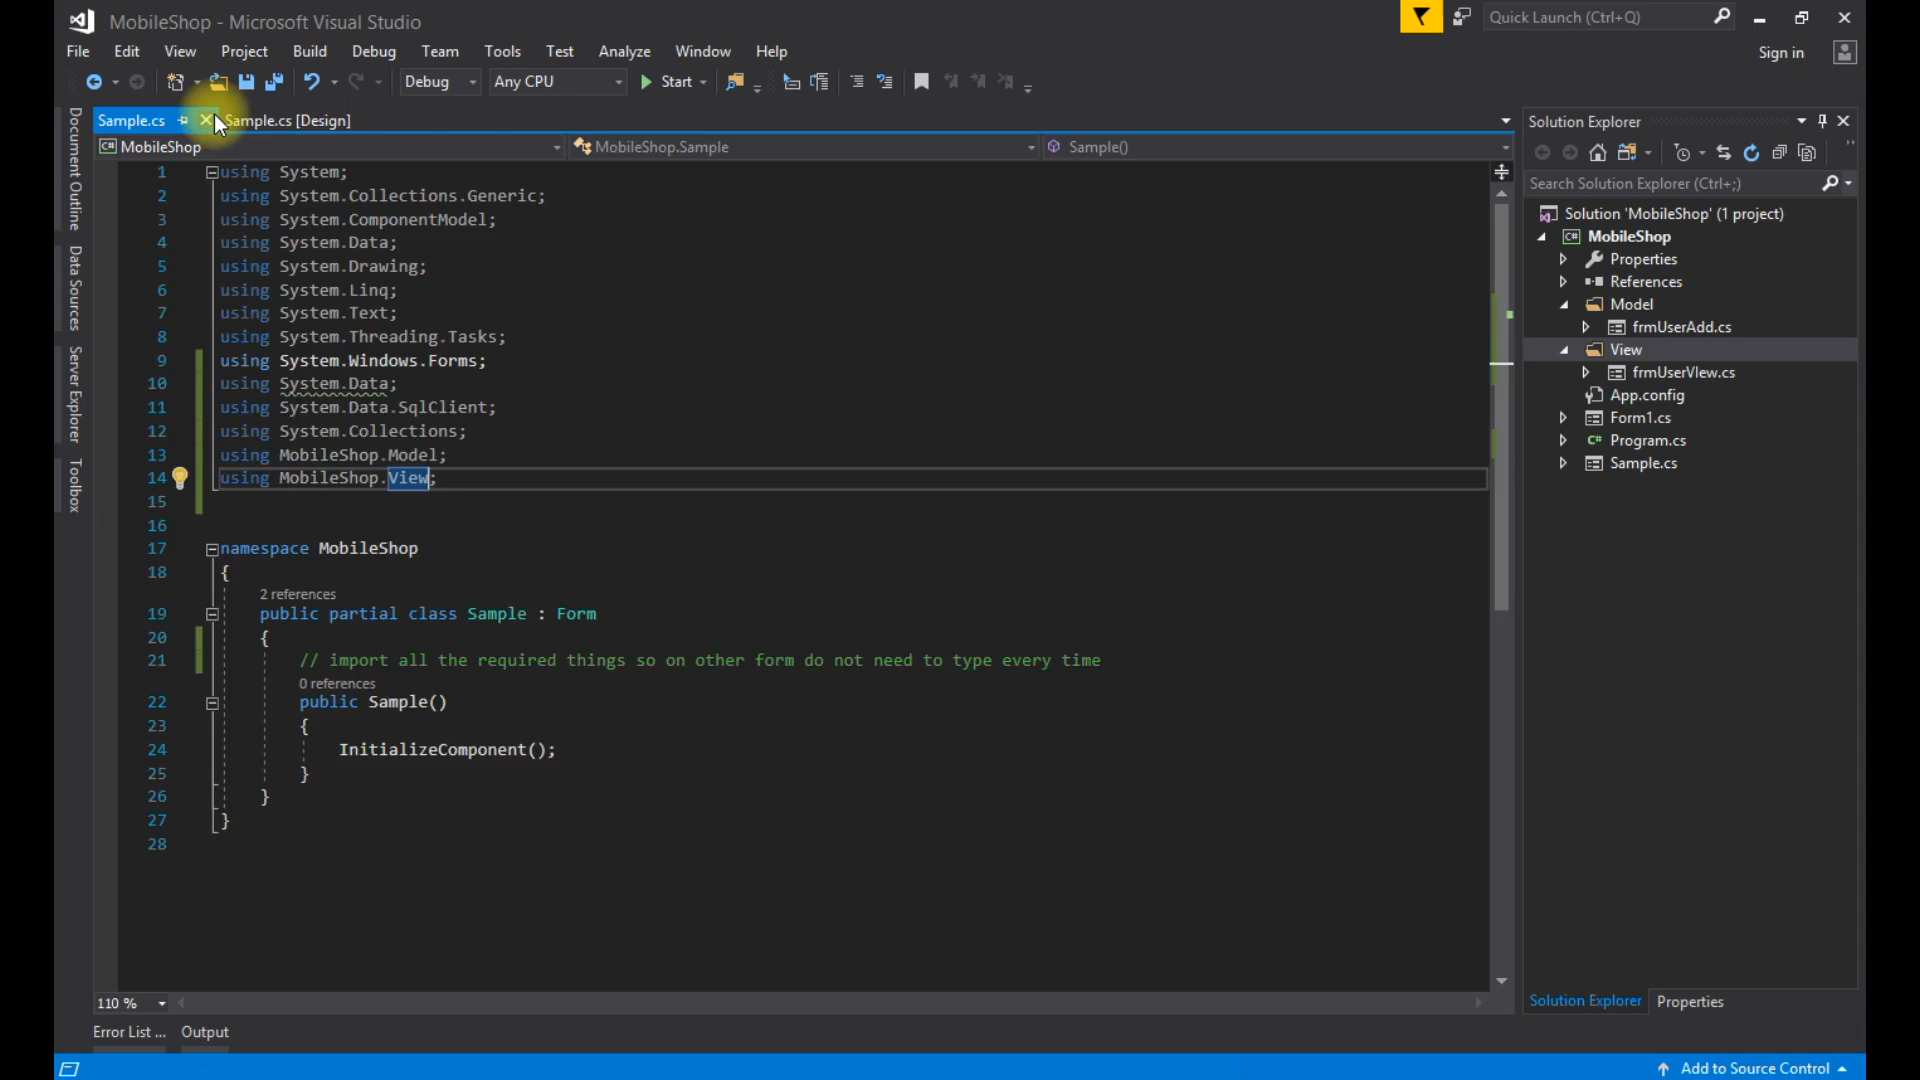 MobileShop - Microsoft Visual Studio
Quick Launch (Ctrl+Q)
File Edit View Project Build Debug Team Tools Test Analyze Window Help
Sign in
Debug Any CPU Start
Document Outline
Data Sources
Server Explorer
Toolbox
Sample.cs Sample.cs [Design]
MobileShop MobileShop.Sample Sample()
1 using System;
2 using System.Collections.Generic;
3 using System.ComponentModel;
4 using System.Data;
5 using System.Drawing;
6 using System.Linq;
7 using System.Text;
8 using System.Threading.Tasks;
9 using System.Windows.Forms;
10 using System.Data;
11 using System.Data.SqlClient;
12 using System.Collections;
13 using MobileShop.Model;
14 using MobileShop.View;
15
16
17 namespace MobileShop
18 {
2 references
19 public partial class Sample : Form
20 {
21 // import all the required things so on other form do not need to type every time
0 references
22 public Sample()
23 {
24 InitializeComponent();
25 }
26 }
27 }
28
110 %
Error List ... Output
Solution Explorer
Search Solution Explorer (Ctrl+;)
Solution 'MobileShop' (1 project)
C# MobileShop
Properties
References
Model
frmUserAdd.cs
View
frmUserVIew.cs
App.config
Form1.cs
C# Program.cs
Sample.cs
Solution Explorer Properties
Add to Source Control